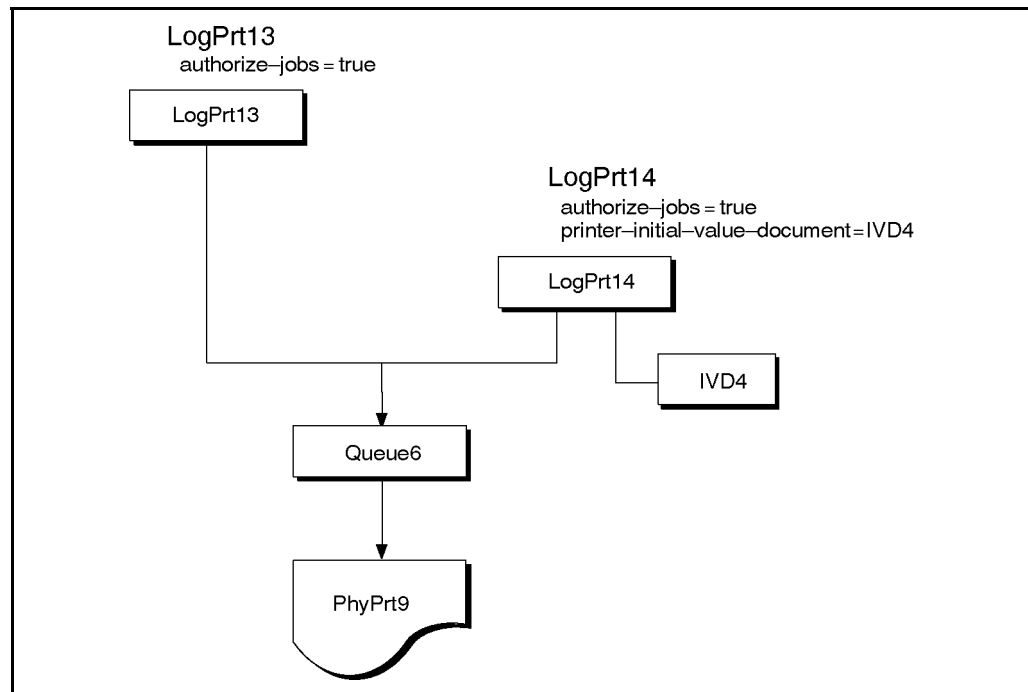 LogPrt13
authorize–jobs = true
LogPrt13
LogPrt14
authorize–jobs = true
printer–initial–value–document=IVD4
LogPrt14
IVD4
Queue6
PhyPrt9